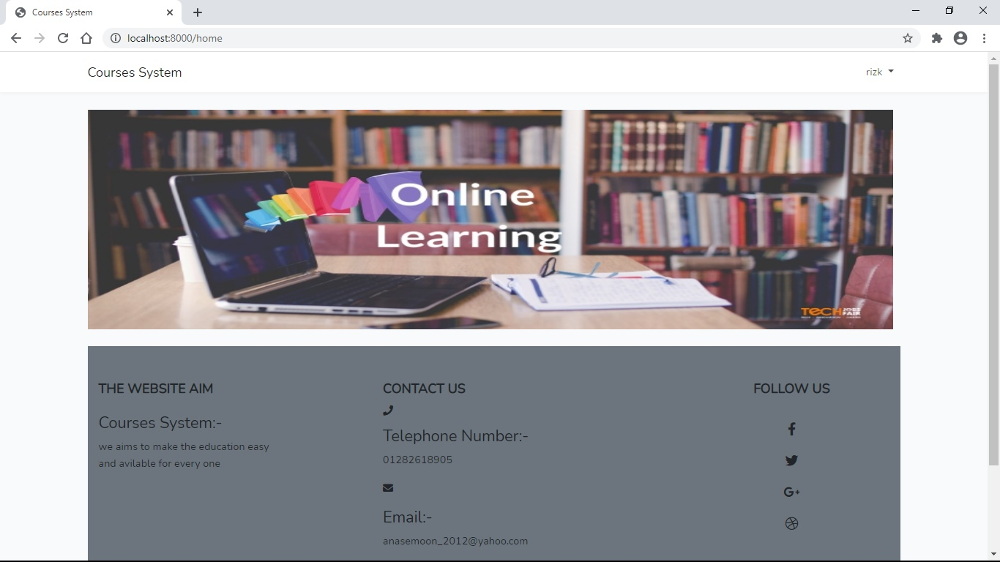 Courses System
localhost:8000/home
Courses System
rizk
Online
Learning
TECH
FAIR
THE WEBSITE AIM
Courses System:-
we aims to make the education easy
and avilable for every one
CONTACT US
Telephone Number:-
01282618905
Email:-
anasemoon_2012@yahoo.com
FOLLOW US